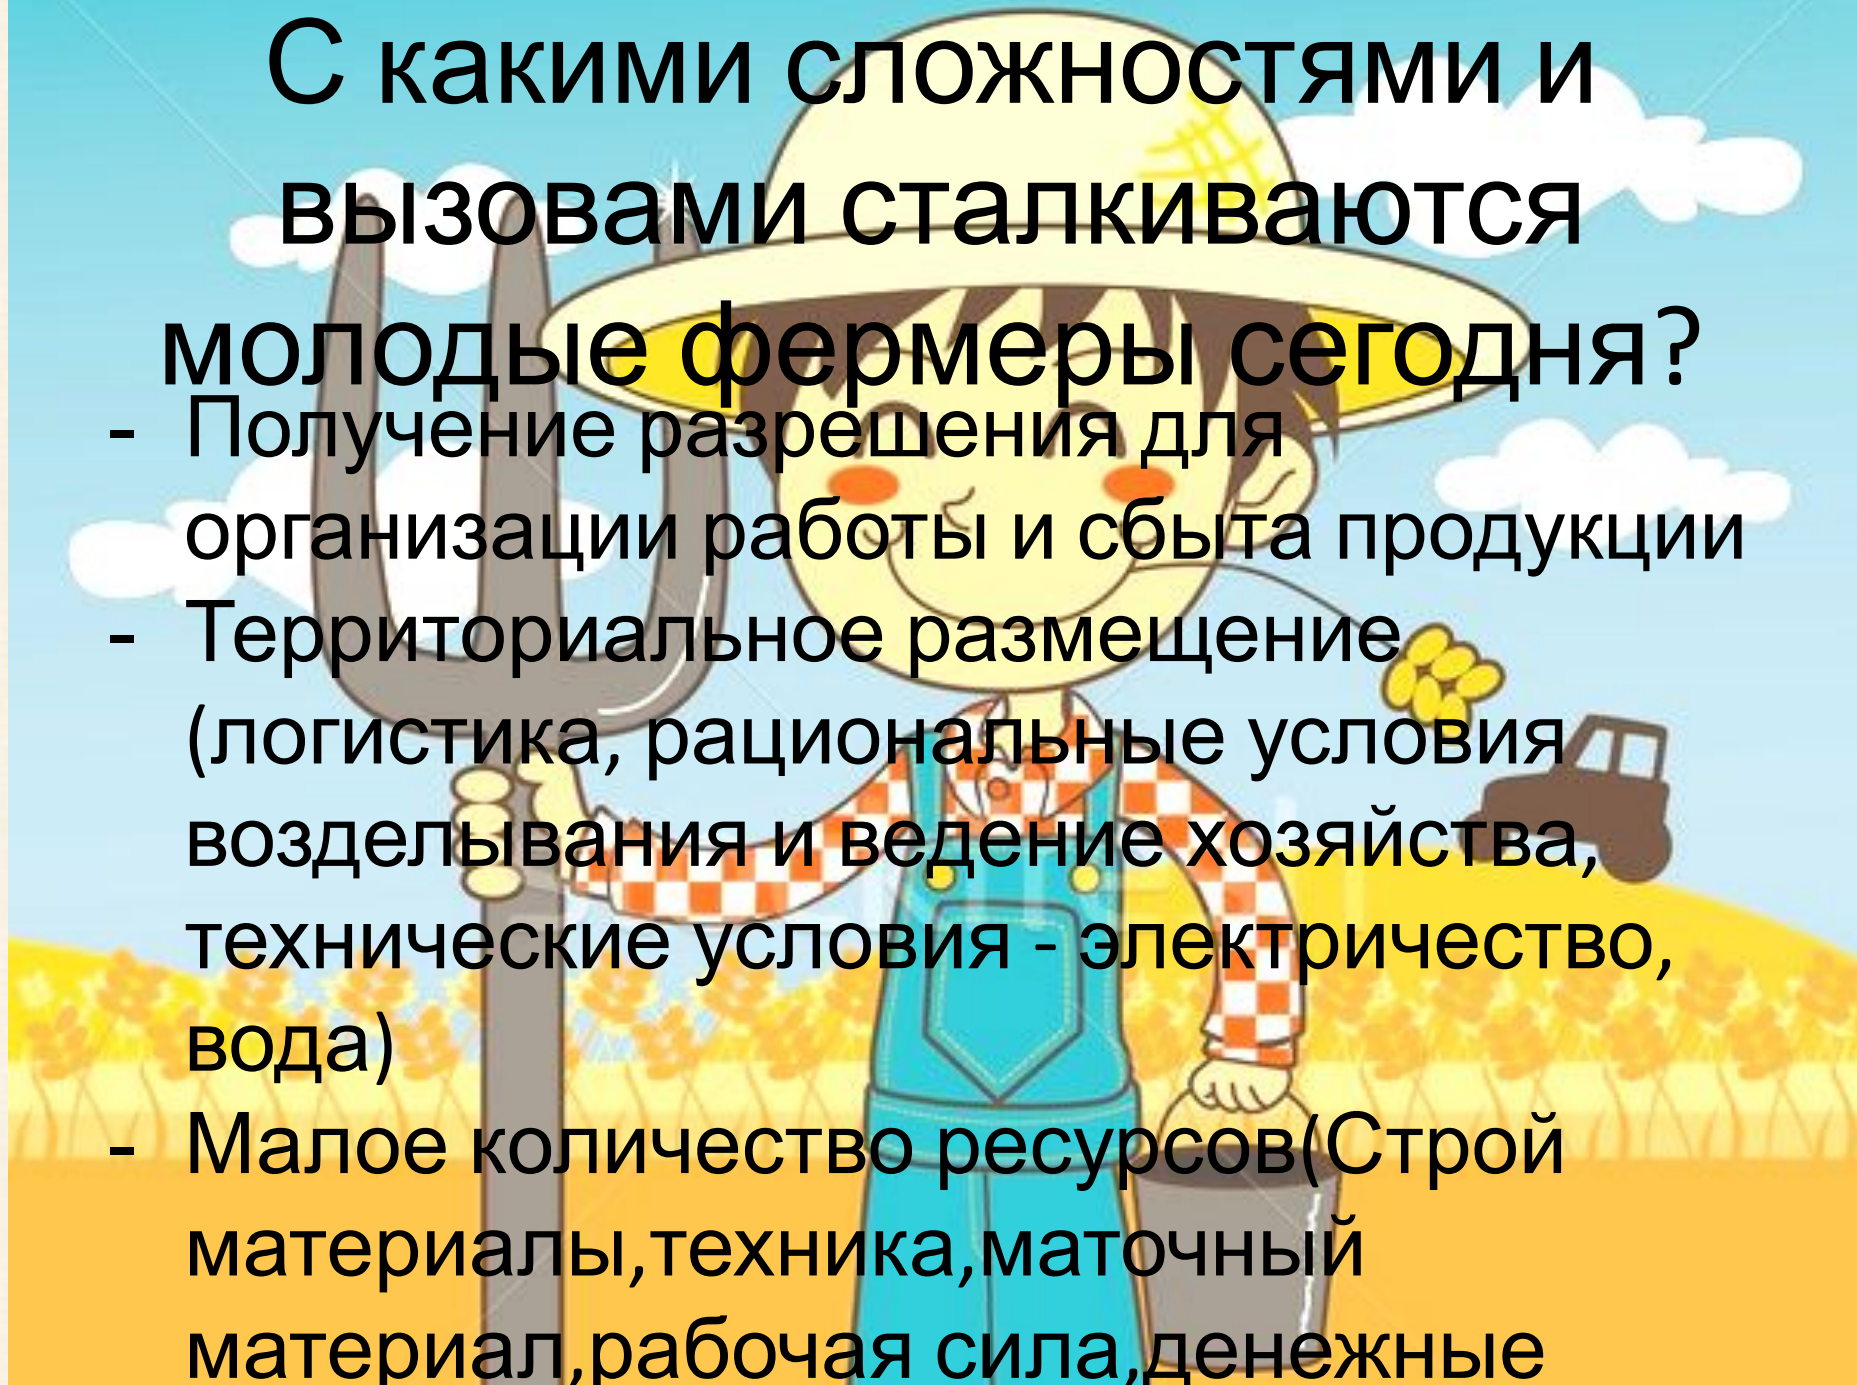 С какими сложностями и
вызовами сталкиваются
молодые фермеры сегодня?
- Получение разрешения для
организации работы и сбыта продукции
- Территориальное размещение
(логистика, рациональные условия
возделывания и ведение хозяйства,
технические условия - электричество,
вода)
- Малое количество ресурсов(Строй
материалы,техника,маточный
материал,рабочая сила,денежные